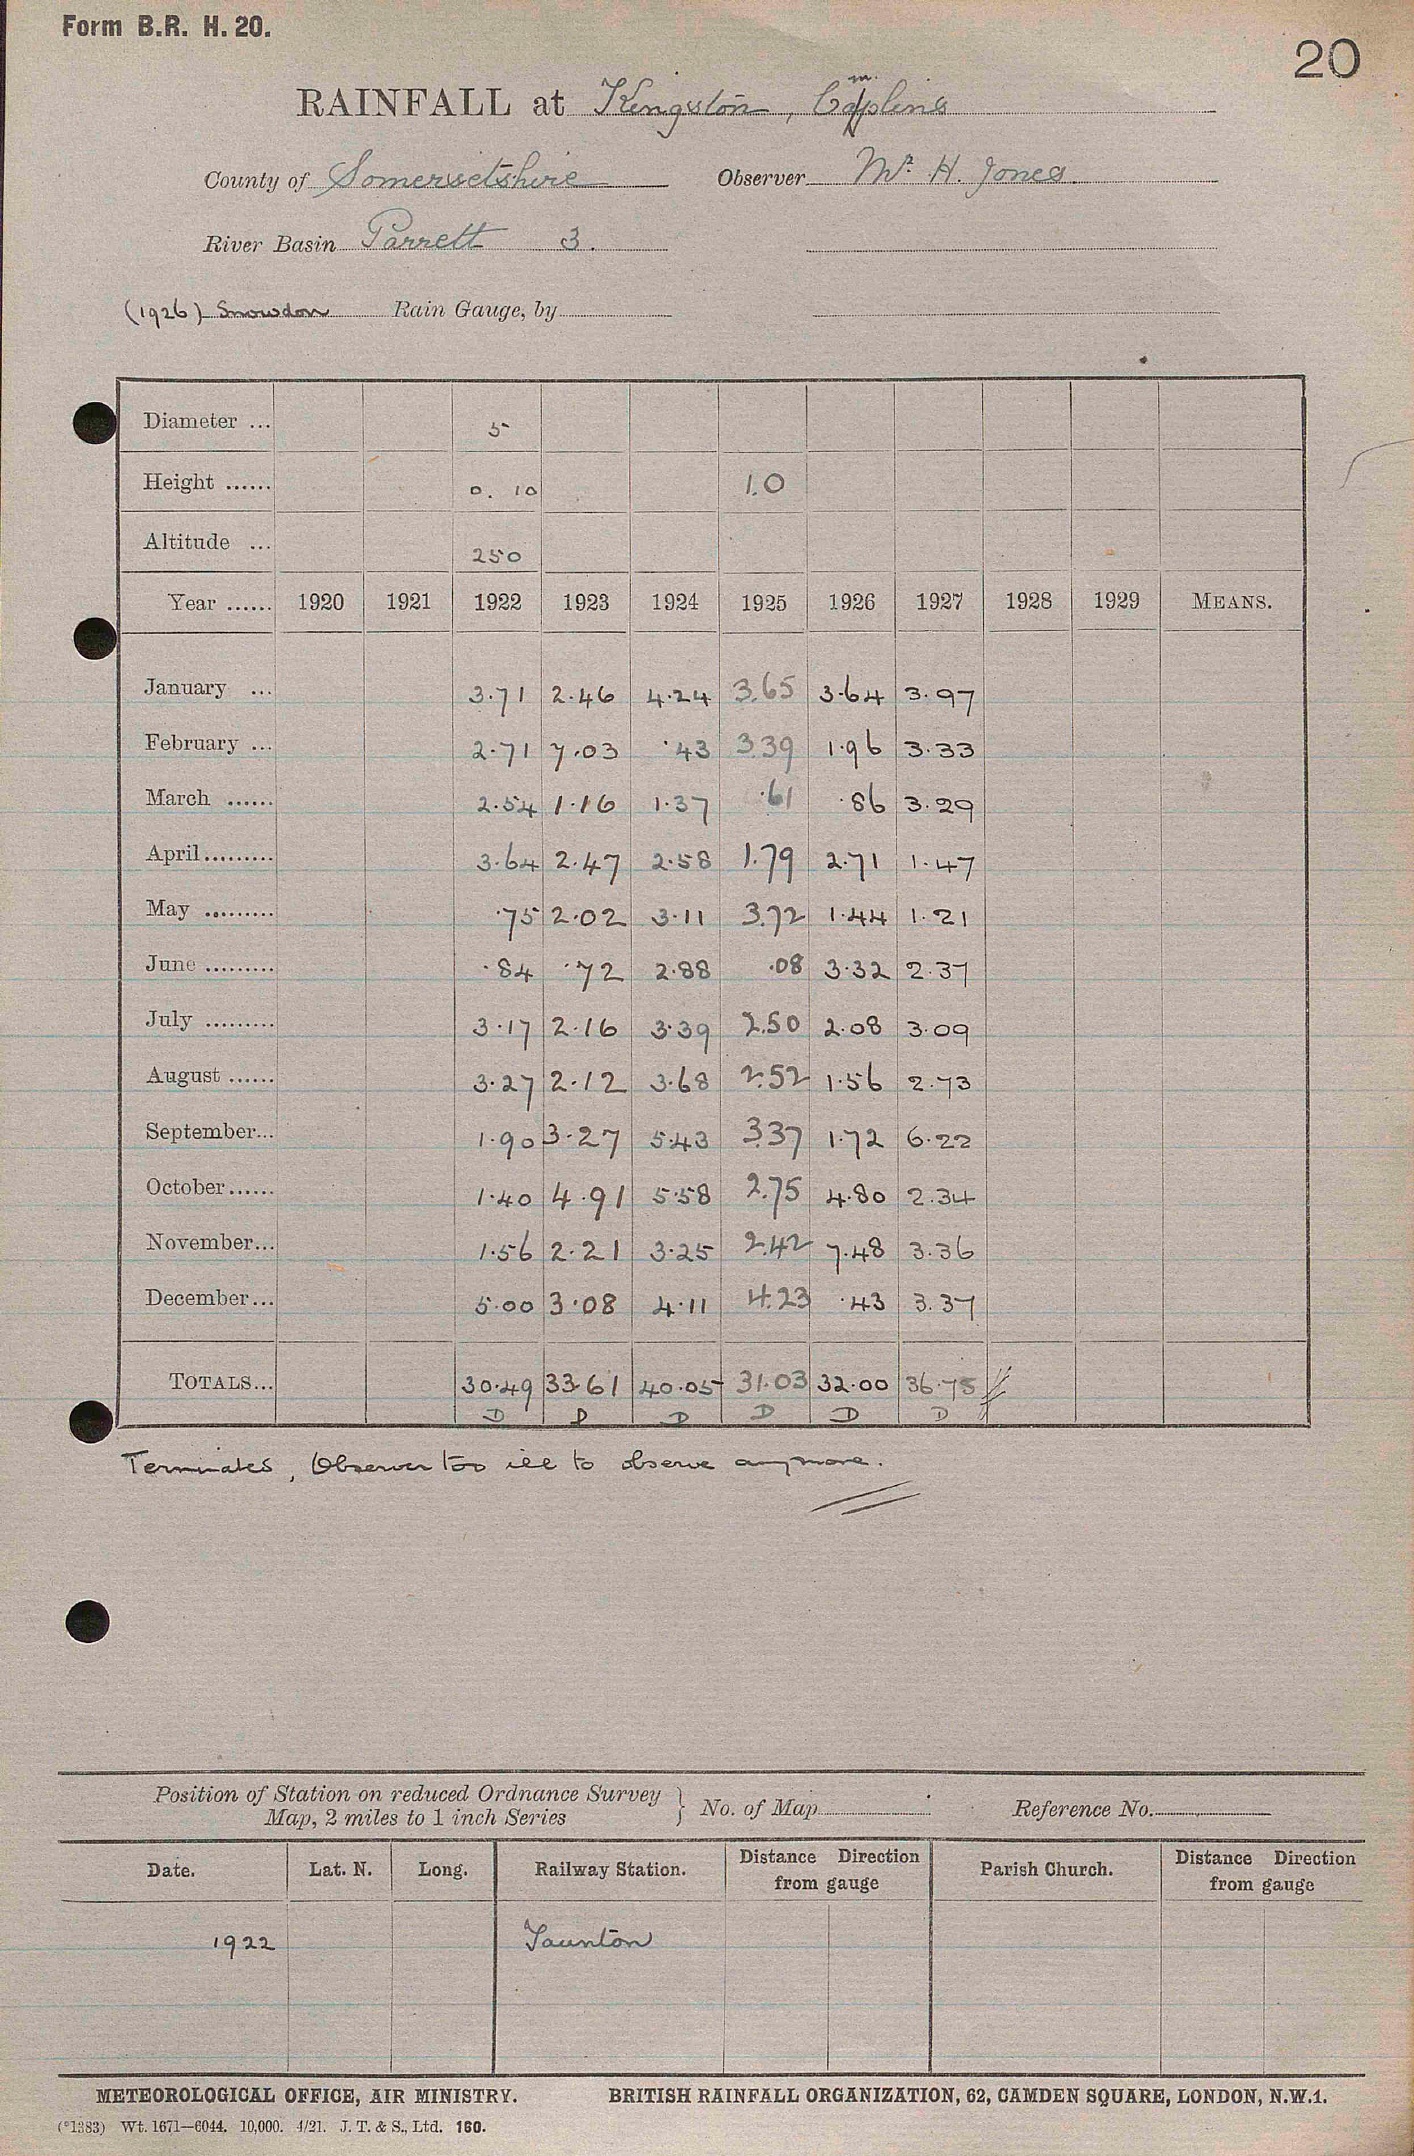 Form B.R. H. 20.
20
RAINFALL at Kingston, Camplins
County of Somersetshire Observer Mr. H. Jones.
River Basin Parrett 3.
(1926) Snowdon Rain Gauge, by
Diameter ... 5
Height ...... 0. 10 1.0
Altitude ... 250
Year ...... 1920 1921 1922 1923 1924 1925 1926 1927 1928 1929 MEANS.
January ... 3.71 2.46 4.24 3.65 3.64 3.97
February ... 2.71 7.03 .43 3.39 1.96 3.33
March ...... 2.54 1.16 1.37 .61 .86 3.29
April......... 3.64 2.47 2.58 1.79 2.71 1.47
May ......... .75 2.02 3.11 3.72 1.44 1.21
June ......... .84 .72 2.88 .08 3.32 2.37
July ......... 3.17 2.16 3.39 2.50 2.08 3.09
August ...... 3.27 2.12 3.68 2.52 1.56 2.73
September... 1.90 3.27 5.43 3.37 1.72 6.22
October...... 1.40 4.91 5.58 2.75 4.80 2.34
November... 1.56 2.21 3.25 2.42 7.48 3.36
December... 5.00 3.08 4.11 4.23 .43 3.37
TOTALS... 30.49 33.61 40.05 31.03 32.00 36.75
D D D D D D
Terminates, Observer too ill to observe anymore.
Position of Station on reduced Ordnance Survey
Map, 2 miles to 1 inch Series } No. of Map Reference No.
Date. Lat. N. Long. Railway Station. Distance Direction from gauge Parish Church. Distance Direction from gauge
1922 Taunton
METEOROLOGICAL OFFICE, AIR MINISTRY. BRITISH RAINFALL ORGANIZATION, 62, CAMDEN SQUARE, LONDON, N.W.1.
(*1383) Wt. 1671—6044. 10,000. 4/21. J. T. & S., Ltd. 160.